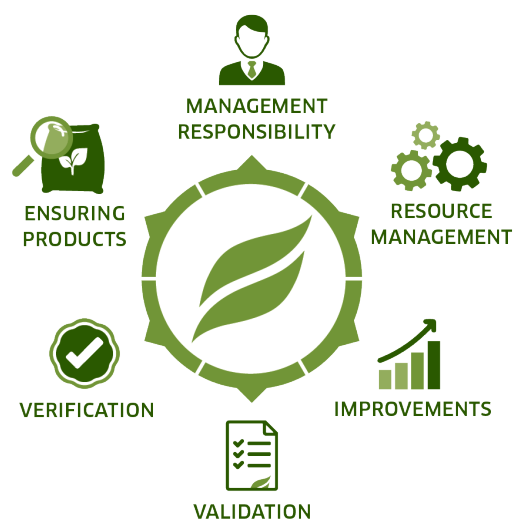 MANAGEMENT
RESPONSIBILITY
ENSURING
PRODUCTS
RESOURCE
MANAGEMENT
VERIFICATION
IMPROVEMENTS
VALIDATION